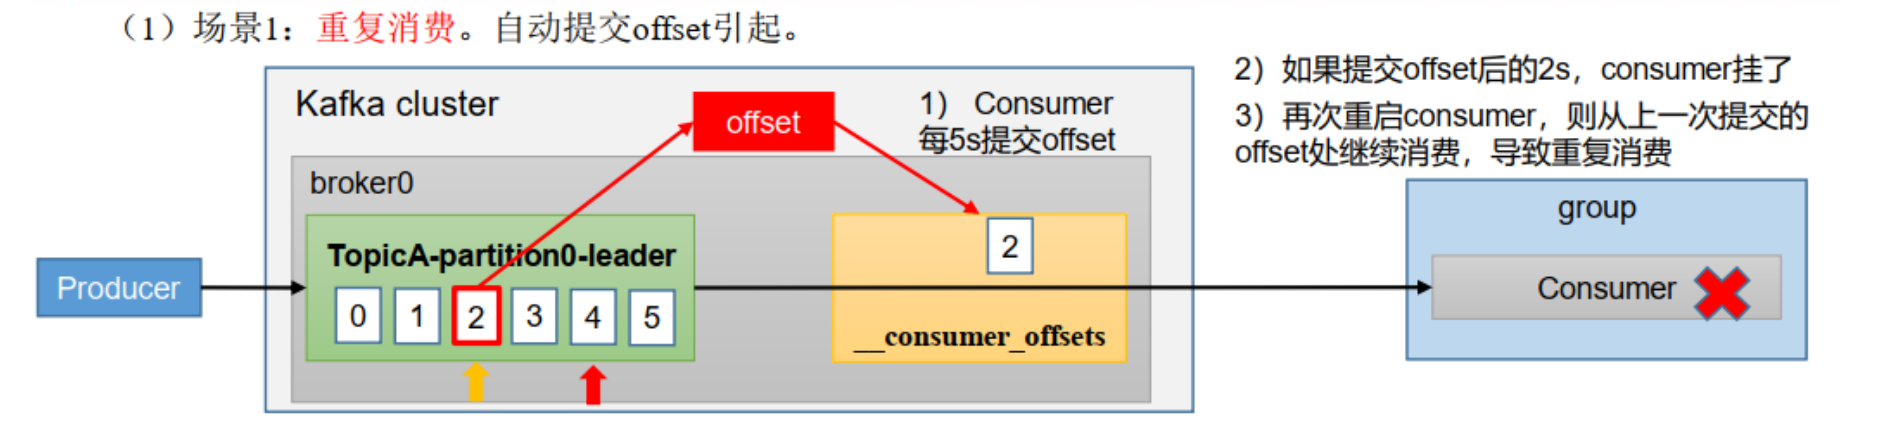 （1）场景1：重复消费。自动提交offset引起。
2）如果提交offset后的2s，consumer挂了
3）再次重启consumer，则从上一次提交的
offset处继续消费，导致重复消费
Kafka cluster
offset
1） Consumer
每5s提交offset
broker0
group
TopicA-partition0-leader
2
Producer
Consumer
0 1 2 3 4 5
__consumer_offsets